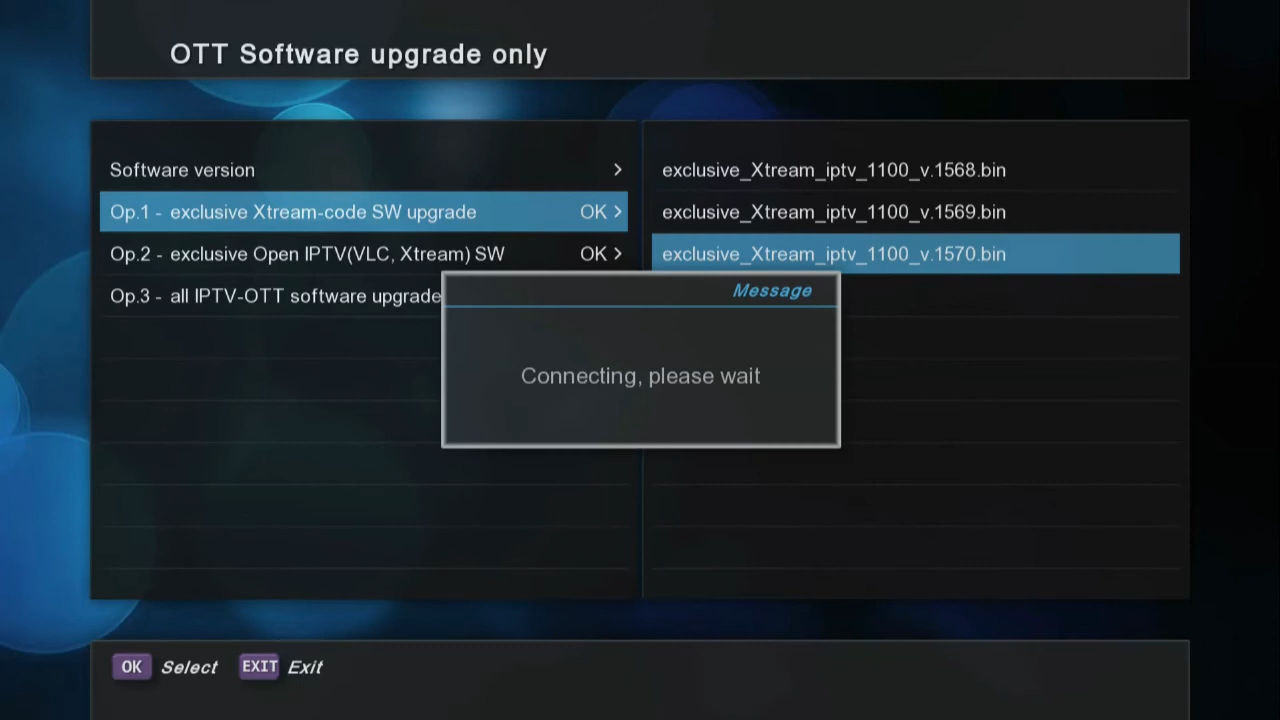 OTT Software upgrade only
Software version >
Op.1 - exclusive Xtream-code SW upgrade OK >
Op.2 - exclusive Open IPTV(VLC, Xtream) SW OK >
Op.3 - all IPTV-OTT software upgrade
exclusive_Xtream_iptv_1100_v.1568.bin
exclusive_Xtream_iptv_1100_v.1569.bin
exclusive_Xtream_iptv_1100_v.1570.bin
Message
Connecting, please wait
OK Select EXIT Exit